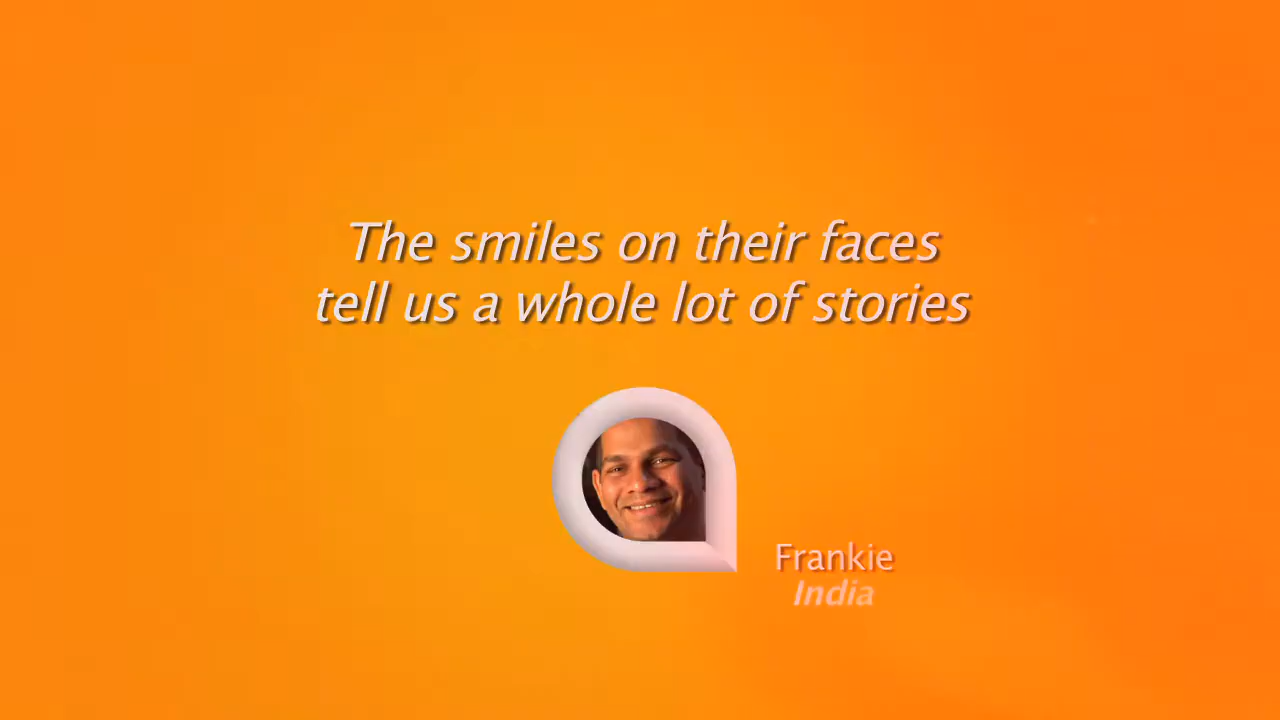 The smiles on their faces
tell us a whole lot of stories
Frankie
India